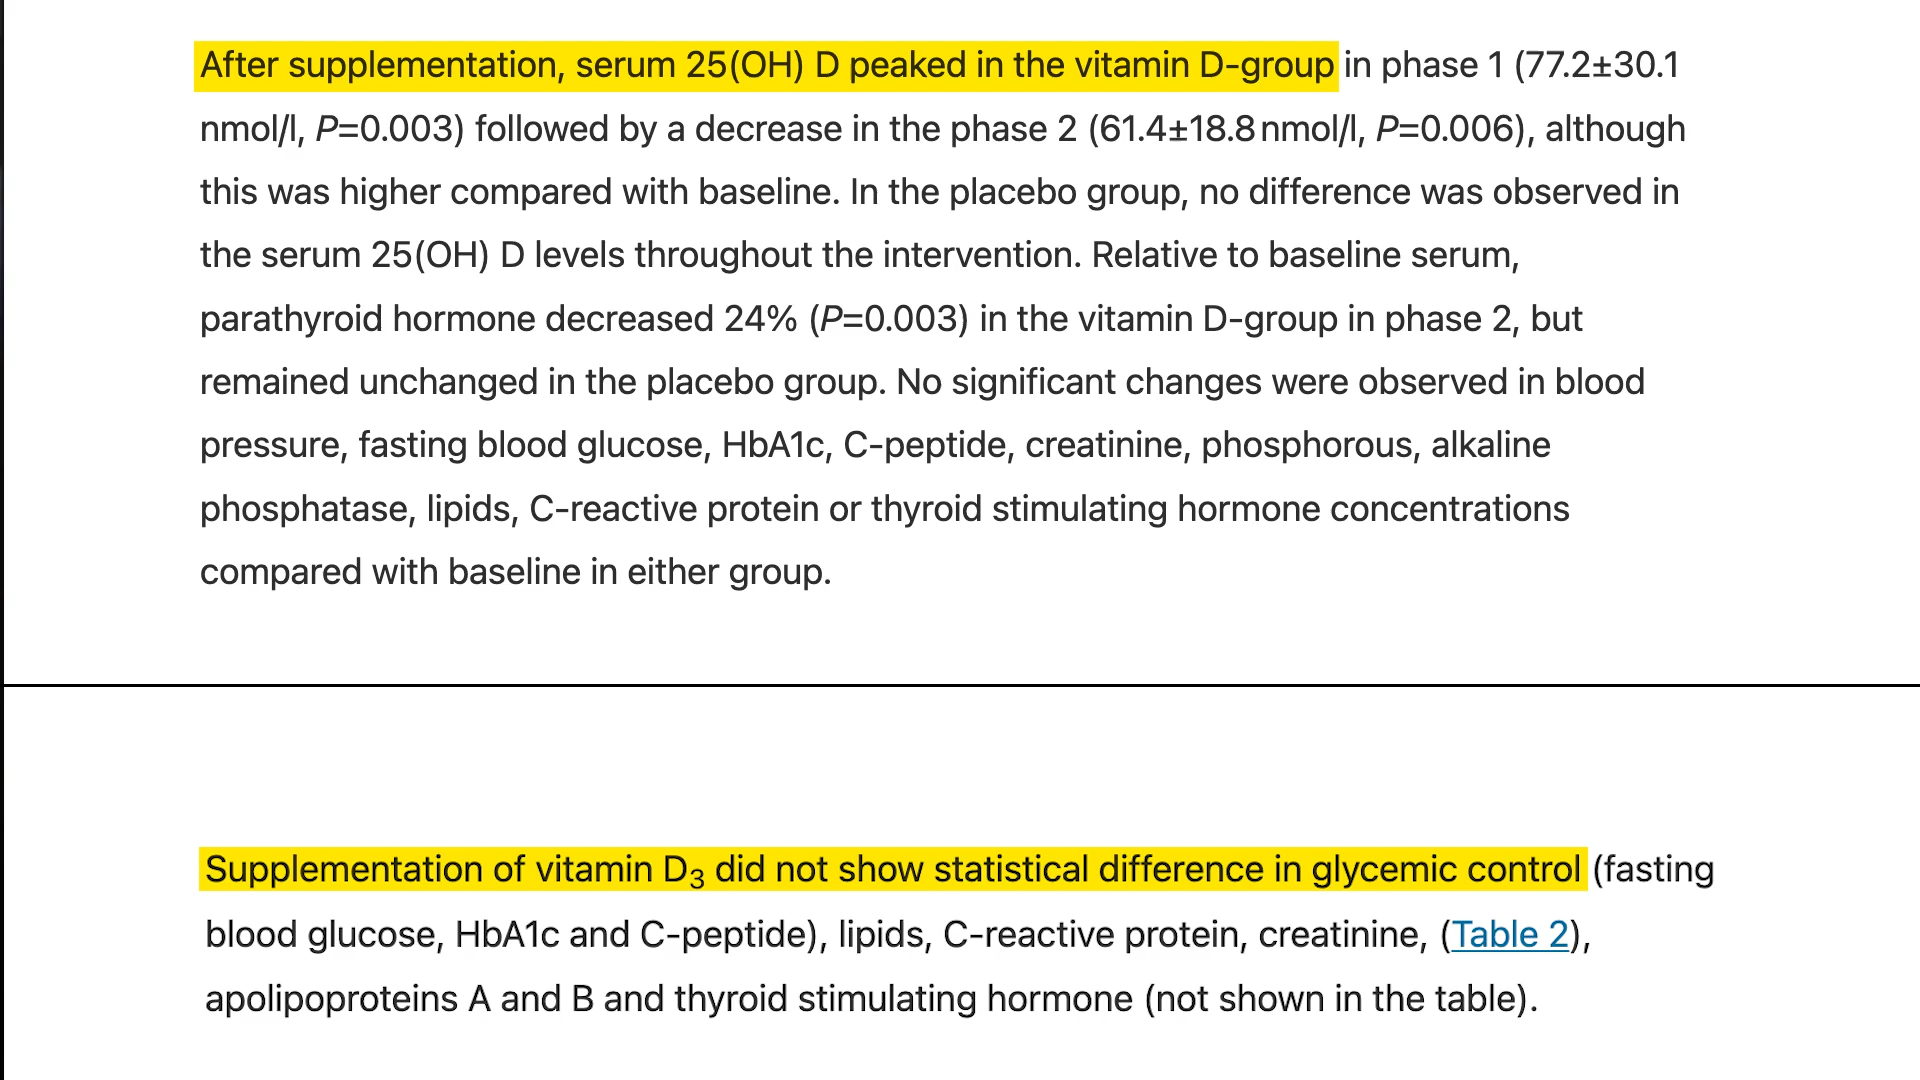 After supplementation, serum 25(OH) D peaked in the vitamin D-group in phase 1 (77.2±30.1
nmol/l, P=0.003) followed by a decrease in the phase 2 (61.4±18.8 nmol/l, P=0.006), although
this was higher compared with baseline. In the placebo group, no difference was observed in
the serum 25(OH) D levels throughout the intervention. Relative to baseline serum,
parathyroid hormone decreased 24% (P=0.003) in the vitamin D-group in phase 2, but
remained unchanged in the placebo group. No significant changes were observed in blood
pressure, fasting blood glucose, HbA1c, C-peptide, creatinine, phosphorous, alkaline
phosphatase, lipids, C-reactive protein or thyroid stimulating hormone concentrations
compared with baseline in either group.
Supplementation of vitamin D₃ did not show statistical difference in glycemic control (fasting
blood glucose, HbA1c and C-peptide), lipids, C-reactive protein, creatinine, (Table 2),
apolipoproteins A and B and thyroid stimulating hormone (not shown in the table).